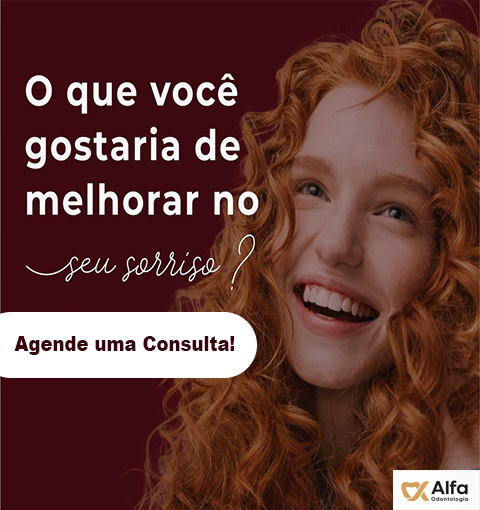 O que você
gostaria de
melhorar no
seu sorriso?
Agende uma Consulta!
Alfa
Odontologia